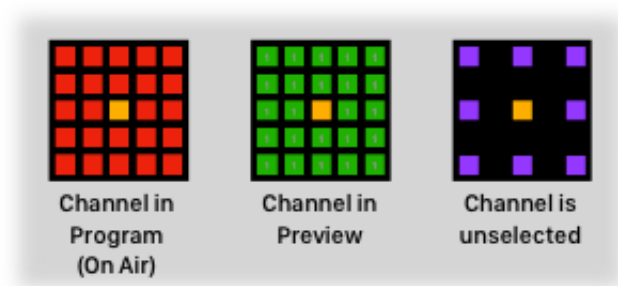 Channel in
Program
(On Air)
Channel in
Preview
Channel is
unselected